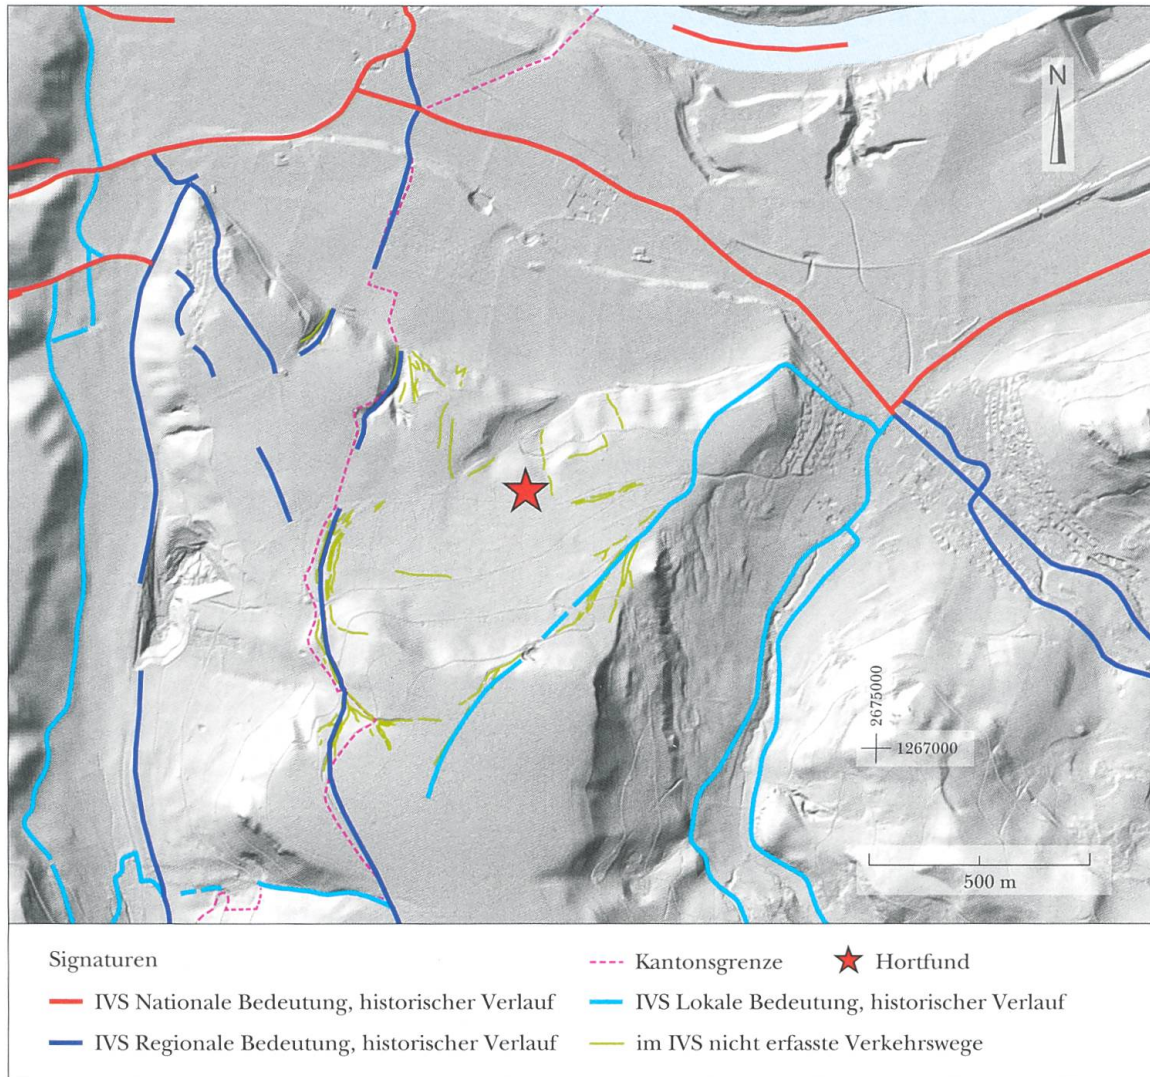 N
2675000
1267000
500 m
Signaturen
Kantonsgrenze
Hortfund
IVS Nationale Bedeutung, historischer Verlauf
IVS Lokale Bedeutung, historischer Verlauf
IVS Regionale Bedeutung, historischer Verlauf
im IVS nicht erfasste Verkehrswege